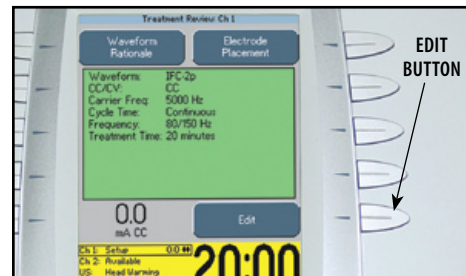 Treatment Review Ch 1
Waveform Rationale
Electrode Placement
EDIT BUTTON
Waveform: IFC-2p
CC/CV: CC
Carrier Freq: 5000 Hz
Cycle Time: Continuous
Frequency: 80/150 Hz
Treatment Time: 20 minutes
0.0
mA CC
Edit
Ch 1: Setup 0.0
Ch 2: Available
US: Head Warming
20:00